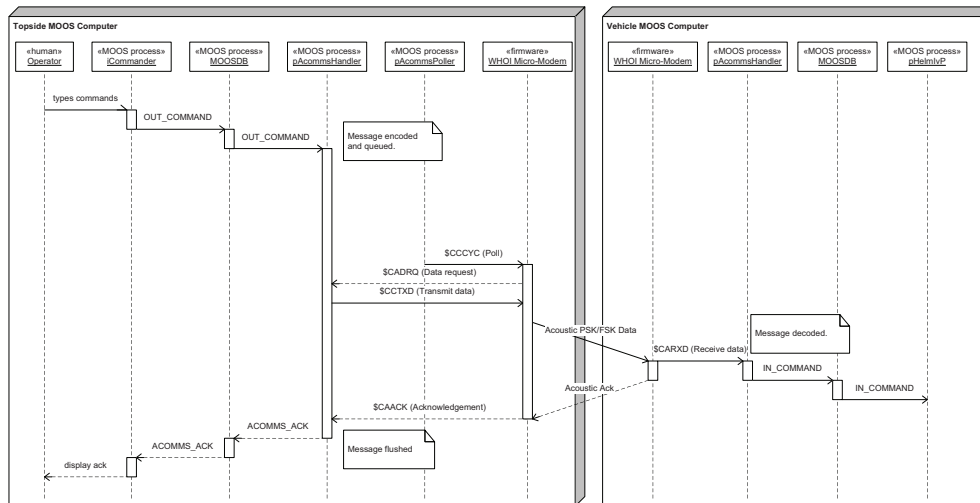 Topside MOOS Computer
Vehicle MOOS Computer
«human»
Operator
«MOOS process»
iCommander
«MOOS process»
MOOSDB
«MOOS process»
pAcommsHandler
«MOOS process»
pAcommsPoller
«firmware»
WHOI Micro-Modem
«firmware»
WHOI Micro-Modem
«MOOS process»
pAcommsHandler
«MOOS process»
MOOSDB
«MOOS process»
pHelmIvP
types commands
OUT_COMMAND
OUT_COMMAND
Message encoded
and queued.
$CCCYC (Poll)
$CADRQ (Data request)
$CCTXD (Transmit data)
Acoustic PSK/FSK Data
Message decoded.
$CARXD (Receive data)
IN_COMMAND
IN_COMMAND
Acoustic Ack
$CAACK (Acknowledgement)
ACOMMS_ACK
Message flushed
ACOMMS_ACK
display ack